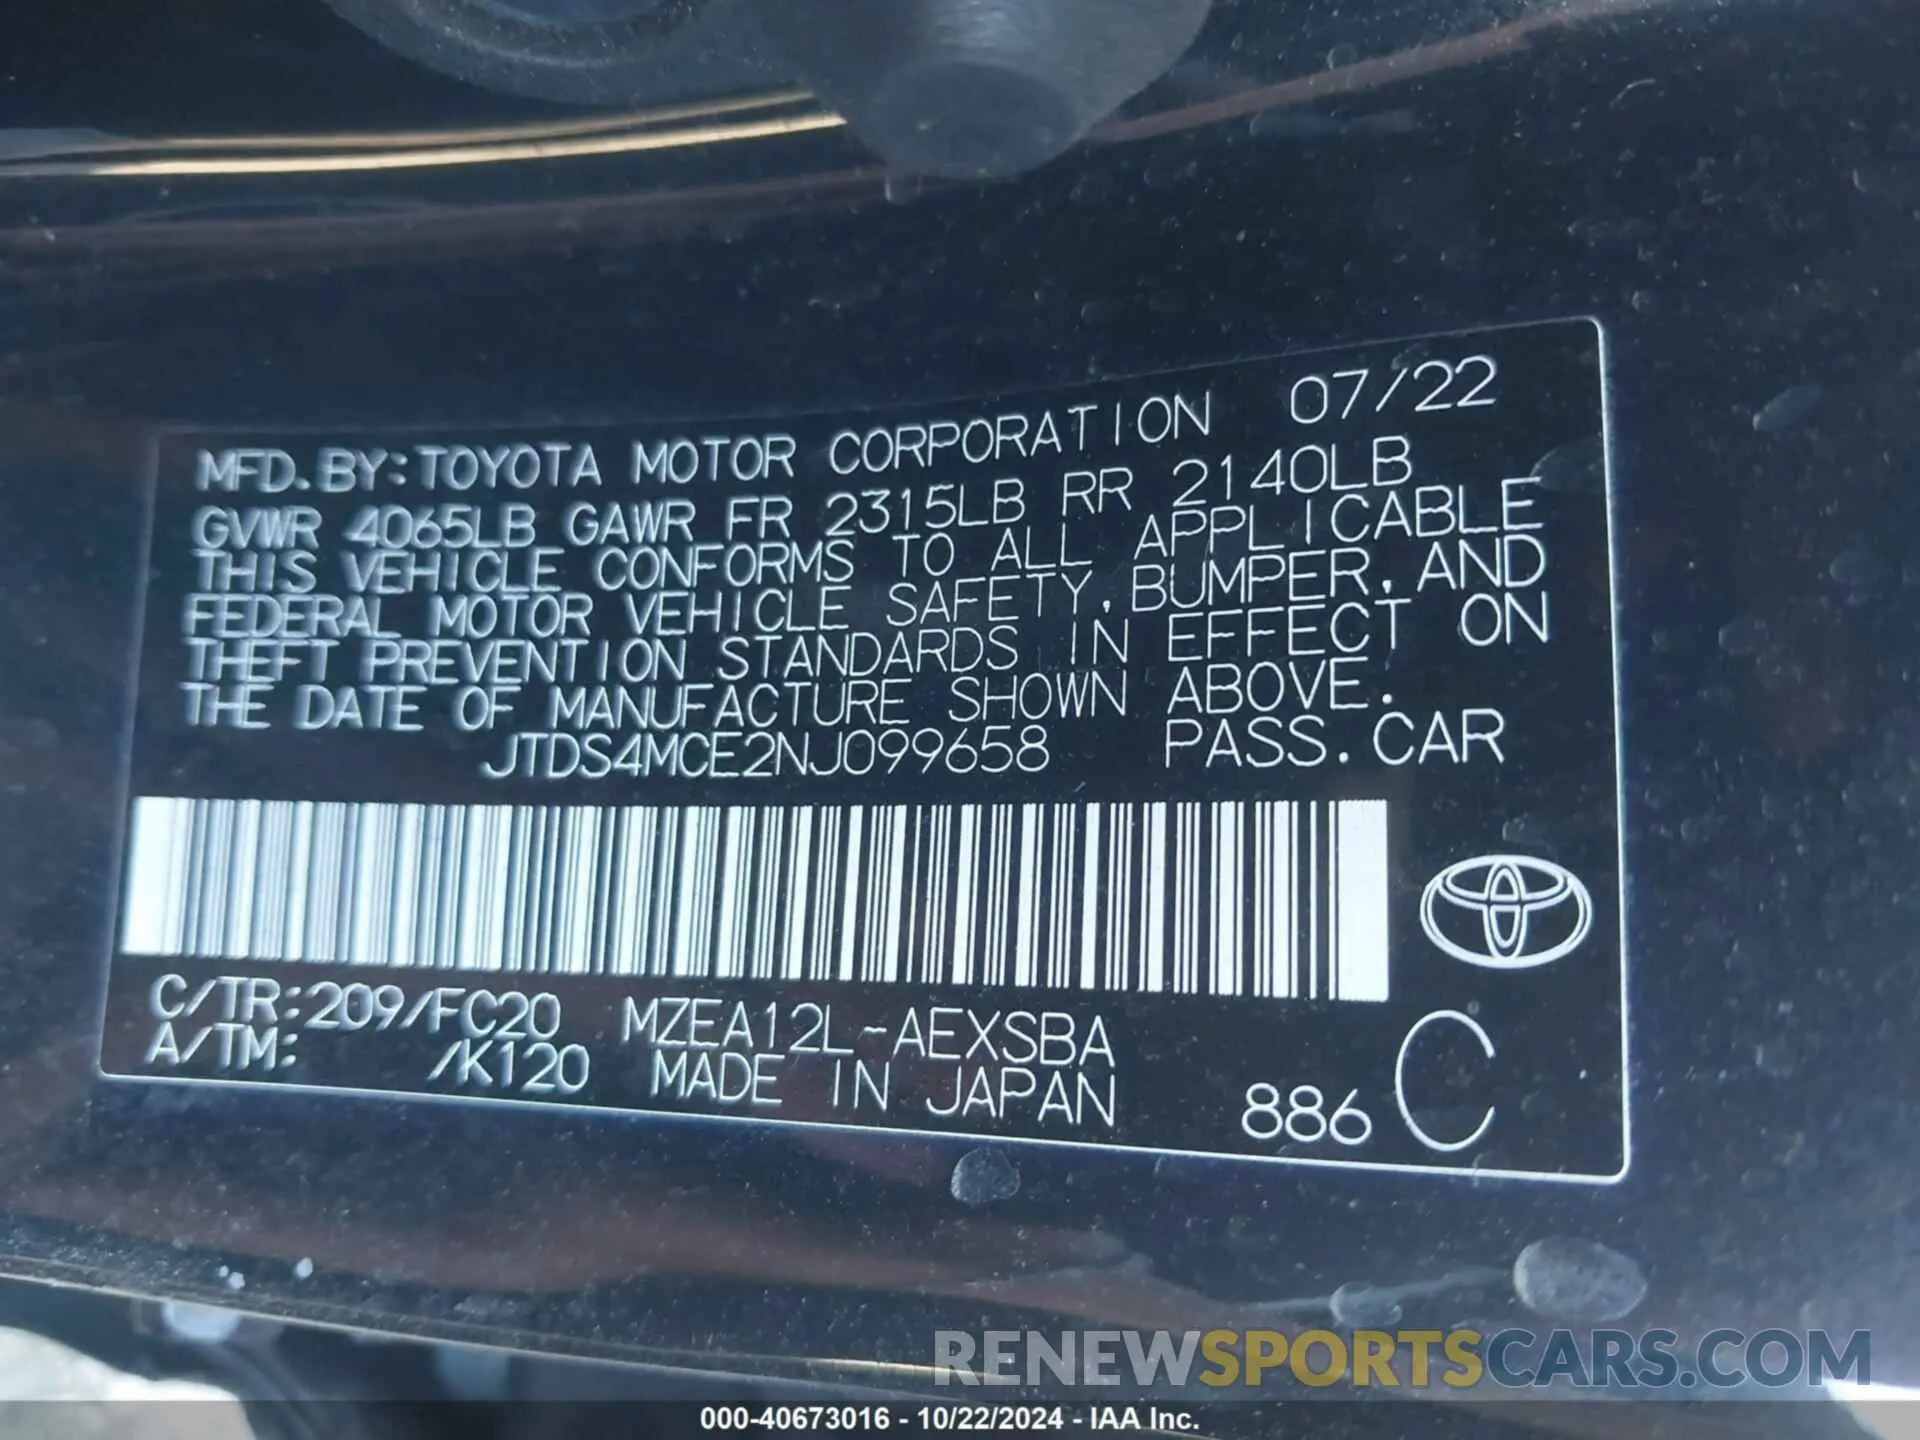 MFD. BY: TOYOTA MOTOR CORPORATION 07/22
GVWR 4065LB GAWR FR 2315LB RR 2140LB
THIS VEHICLE CONFORMS TO ALL APPLICABLE
FEDERAL MOTOR VEHICLE SAFETY, BUMPER, AND
THEFT PREVENTION STANDARDS IN EFFECT ON
THE DATE OF MANUFACTURE SHOWN ABOVE.
JTDS4MCE2NJ099658 PASS. CAR
C/TR: 209/FC20 MZEA12L-AEXSBA
A/TM: /K120 MADE IN JAPAN 886 C
RENEWSPORTSCARS.COM
000-40673016 - 10/22/2024 - IAA Inc.